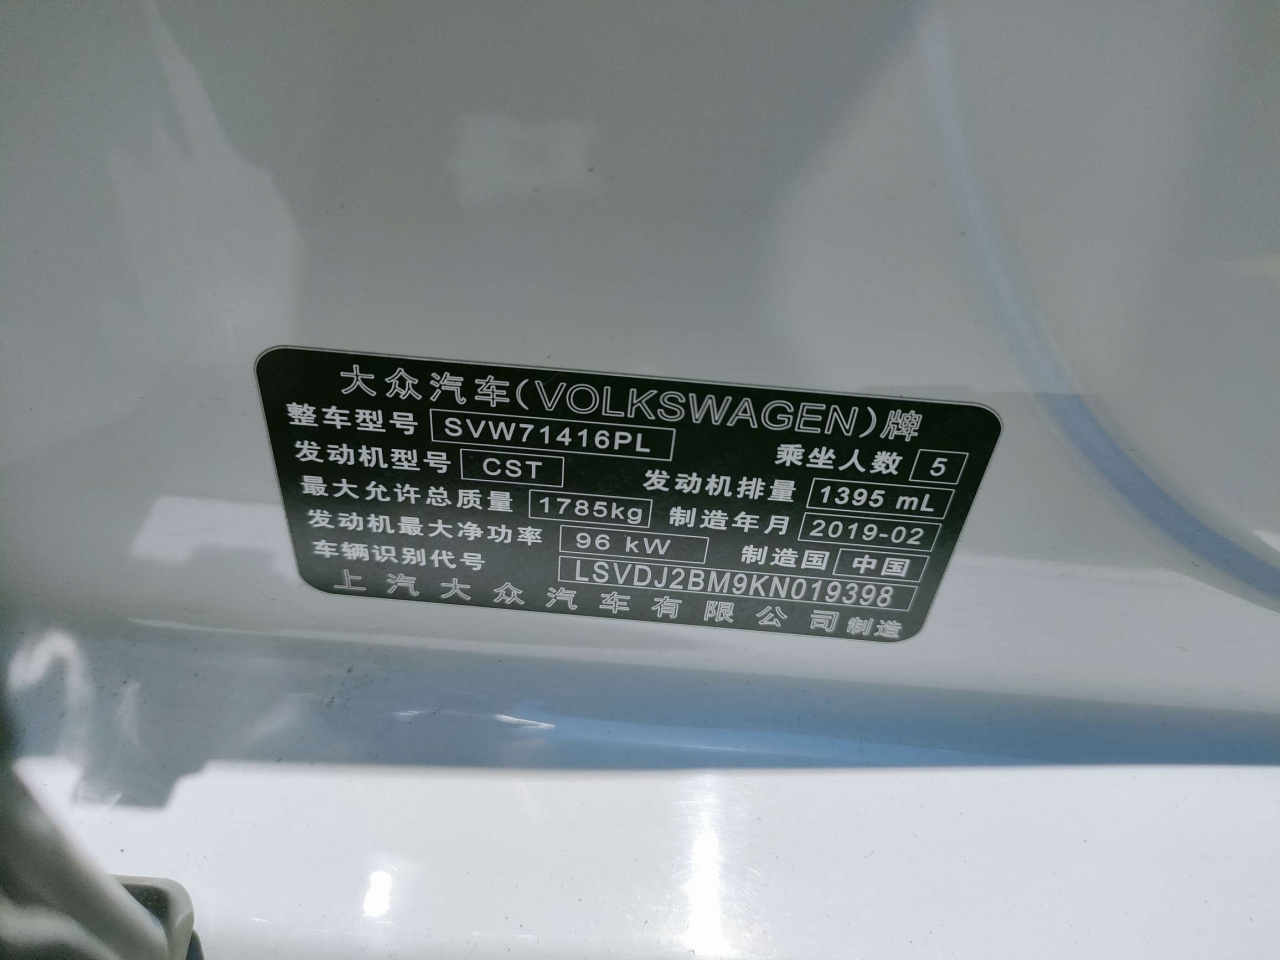 大众汽车(VOLKSWAGEN)牌
整车型号 SVW71416PL 乘坐人数 5
发动机型号 CST 发动机排量 1395 mL
最大允许总质量 1785kg 制造年月 2019-02
发动机最大净功率 96 kW 制造国 中国
车辆识别代号 LSVDJ2BM9KN019398
上汽大众汽车有限公司制造